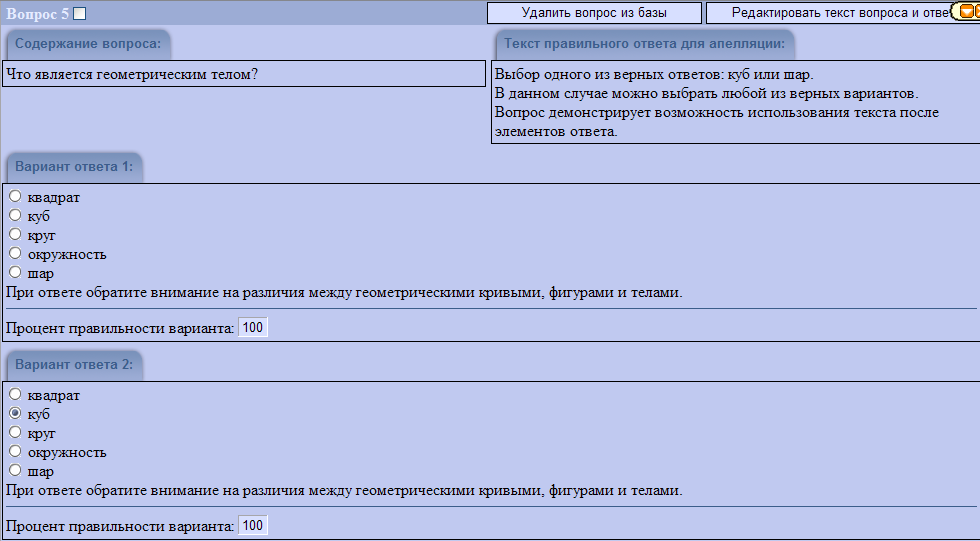 Вопрос 5
Удалить вопрос из базы
Редактировать текст вопроса и отве
Содержание вопроса:
Что является геометрическим телом?
Текст правильного ответа для апелляции:
Выбор одного из верных ответов: куб или шар.
В данном случае можно выбрать любой из верных вариантов.
Вопрос демонстрирует возможность использования текста после
элементов ответа.
Вариант ответа 1:
квадрат
куб
круг
окружность
шар
При ответе обратите внимание на различия между геометрическими кривыми, фигурами и телами.
Процент правильности варианта: 100
Вариант ответа 2:
квадрат
куб
круг
окружность
шар
При ответе обратите внимание на различия между геометрическими кривыми, фигурами и телами.
Процент правильности варианта: 100